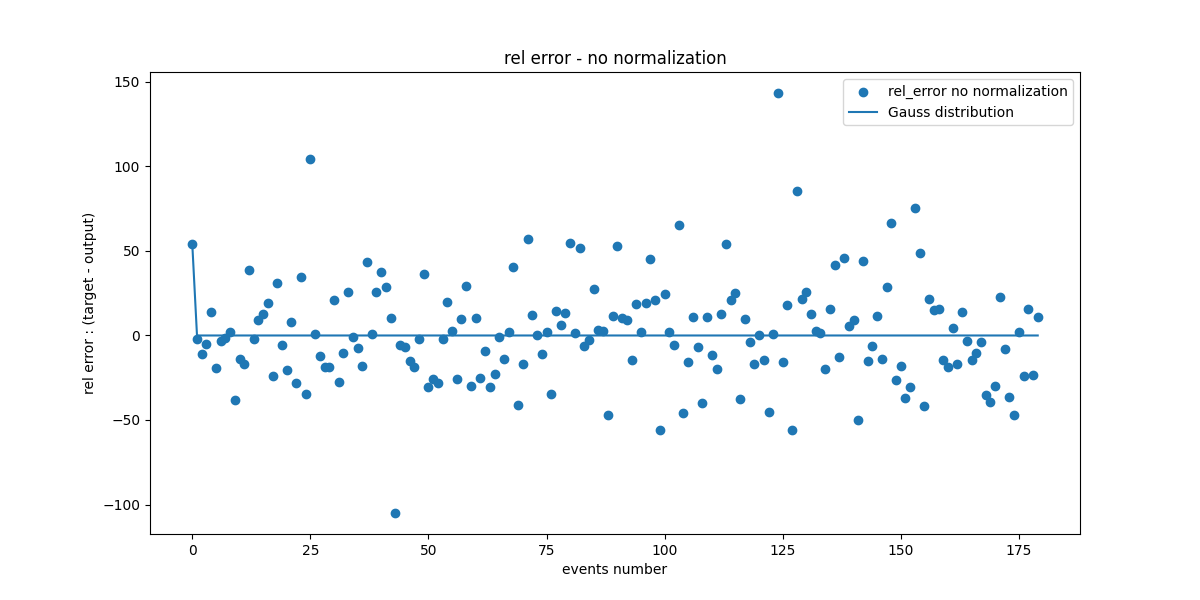 rel error - no normalization
rel_error no normalization
Gauss distribution
150
100
50
0
−50
−100
rel error : (target - output)
0 25 50 75 100 125 150 175
events number